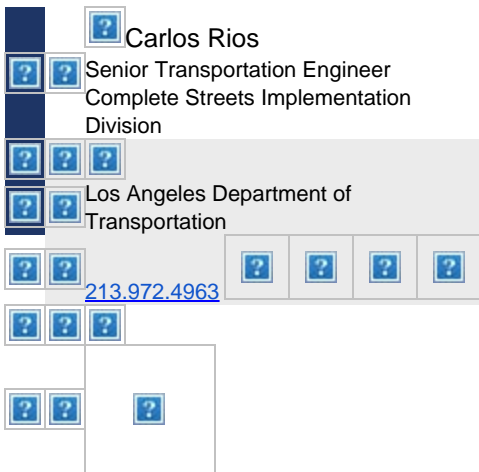 Carlos Rios
Senior Transportation Engineer
Complete Streets Implementation
Division
Los Angeles Department of
Transportation
213.972.4963